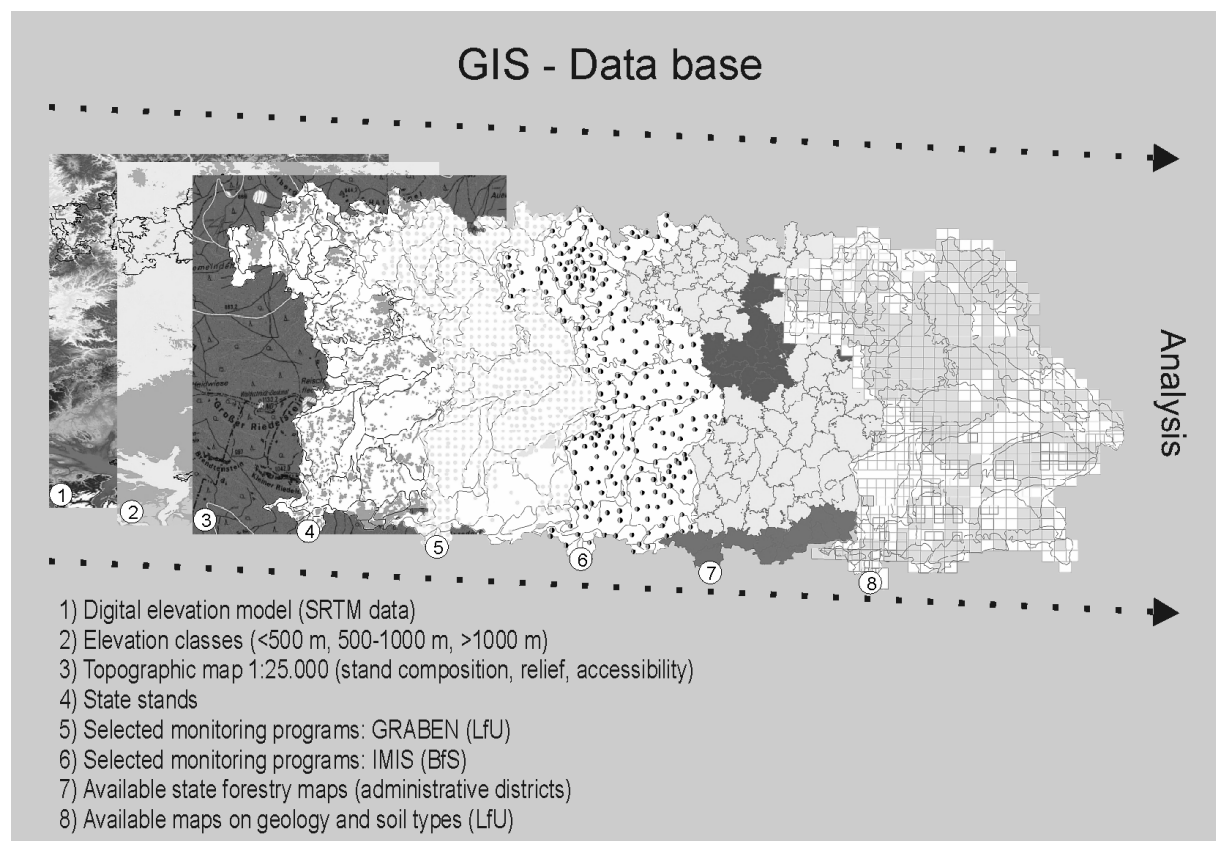 GIS - Data base
Analysis
Großer Riedelstein
1
2
3
4
5
6
7
8
1) Digital elevation model (SRTM data)
2) Elevation classes (<500 m, 500-1000 m, >1000 m)
3) Topographic map 1:25.000 (stand composition, relief, accessibility)
4) State stands
5) Selected monitoring programs: GRABEN (LfU)
6) Selected monitoring programs: IMIS (BfS)
7) Available state forestry maps (administrative districts)
8) Available maps on geology and soil types (LfU)